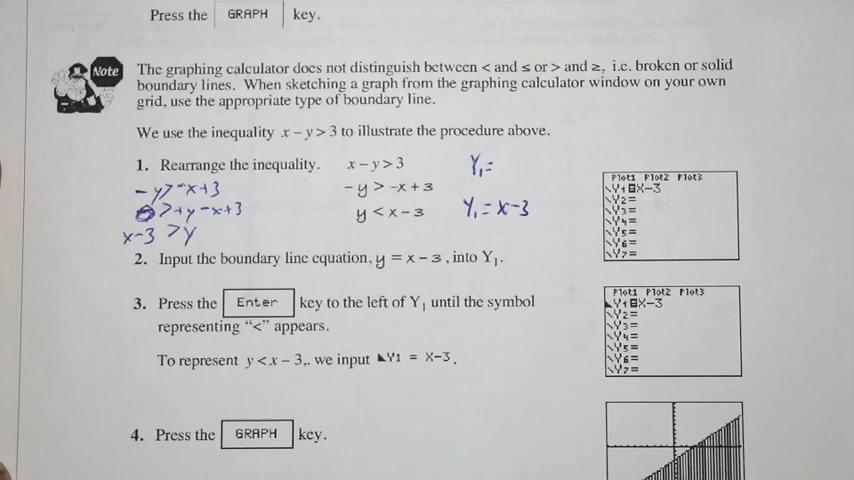 Press the GRAPH key.
Note
The graphing calculator does not distinguish between < and ≤ or > and ≥, i.e. broken or solid
boundary lines. When sketching a graph from the graphing calculator window on your own
grid, use the appropriate type of boundary line.
We use the inequality x – y > 3 to illustrate the procedure above.
1. Rearrange the inequality. x – y > 3 Y₁=
-y > -x + 3
-y > -x + 3
> + y - x + 3
y < x - 3 Y₁ = x - 3
x - 3 > y
Plot1 Plot2 Plot3
\Y1=X-3
\Y2=
\Y3=
\Y4=
\Y5=
\Y6=
\Y7=
2. Input the boundary line equation, y = x - 3, into Y₁.
3. Press the Enter key to the left of Y₁ until the symbol
representing “<” appears.
To represent y < x – 3,. we input ◣Y1 = X-3.
Plot1 Plot2 Plot3
◣Y1=X-3
\Y2=
\Y3=
\Y4=
\Y5=
\Y6=
\Y7=
4. Press the GRAPH key.